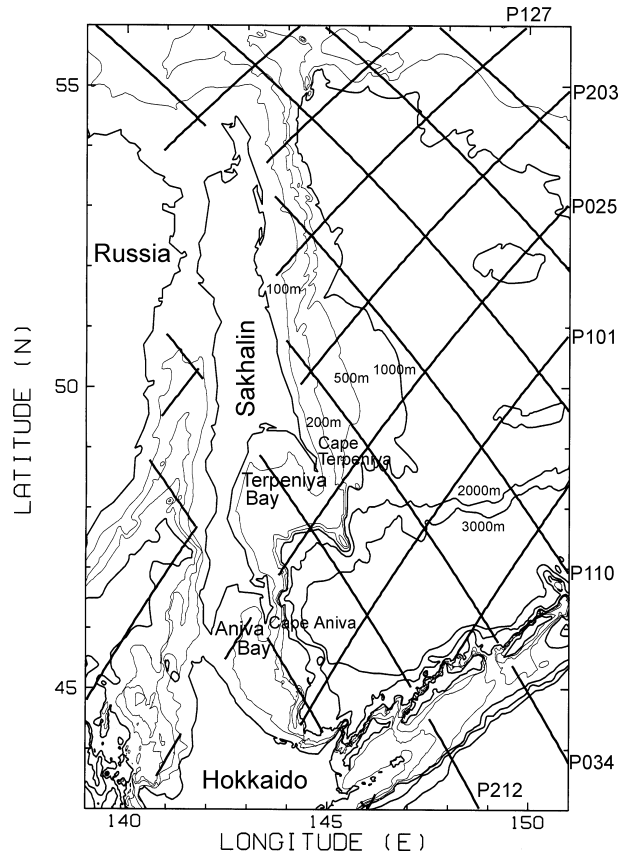 P127
55
P203
P025
Russia
100m
P101
Sakhalin
50
500m
1000m
200m
Cape
Terpeniya
Terpeniya
Bay
2000m
3000m
P110
Aniva
Bay
Cape Aniva
45
P034
Hokkaido
P212
140
145
150
LONGITUDE (E)
LATITUDE (N)